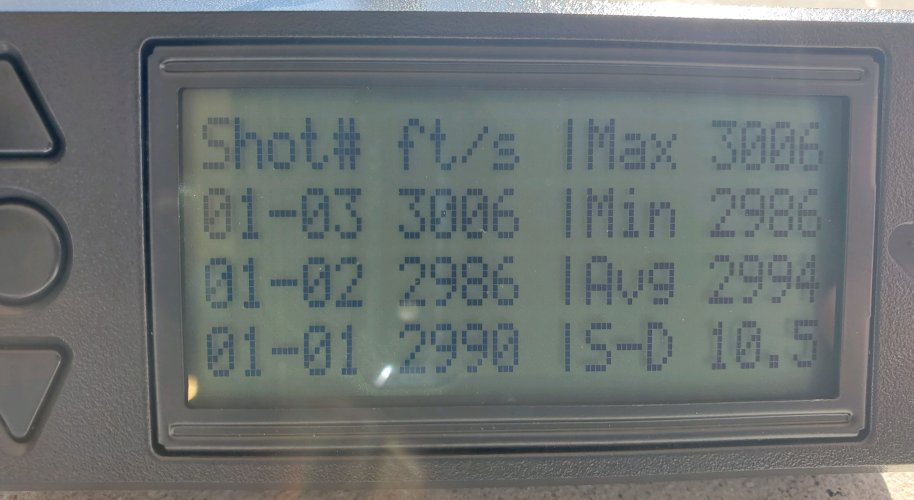 Shot# ft/s |Max 3006
01-03 3006 |Min 2986
01-02 2986 |Avg 2994
01-01 2990 |S-D 10.5